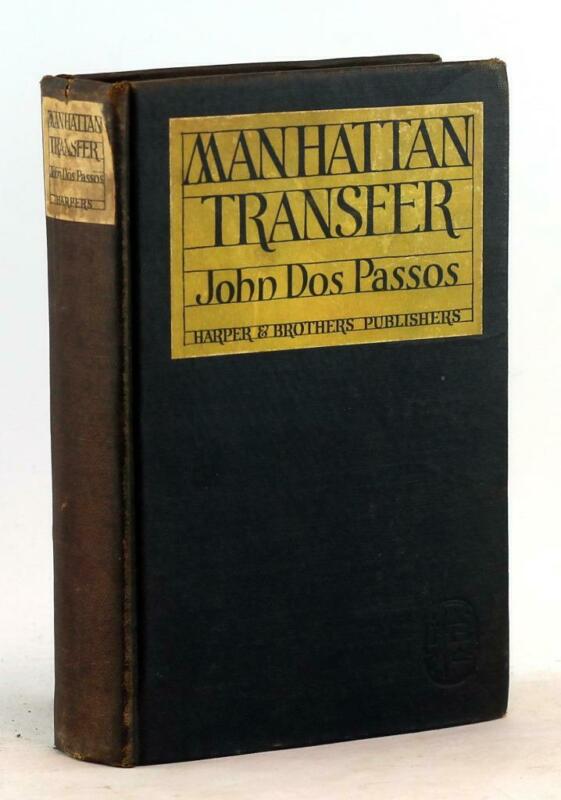 MANHATTAN
TRANSFER
John Dos Passos
HARPERS
MANHATTAN
TRANSFER
John Dos Passos
HARPER & BROTHERS PUBLISHERS